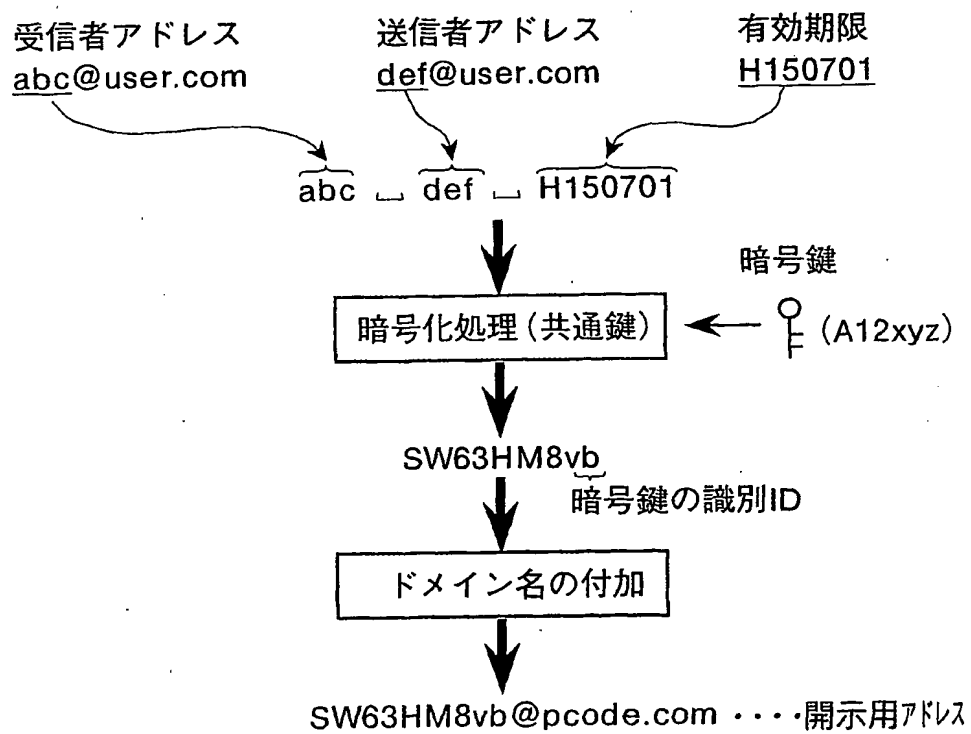 受信者アドレス 送信者アドレス 有効期限
abc@user.com def@user.com H150701
abc ␣ def ␣ H150701
暗号鍵
暗号化処理(共通鍵) (A12xyz)
SW63HM8vb
暗号鍵の識別ID
ドメイン名の付加
SW63HM8vb@pcode.com ····開示用アドレス